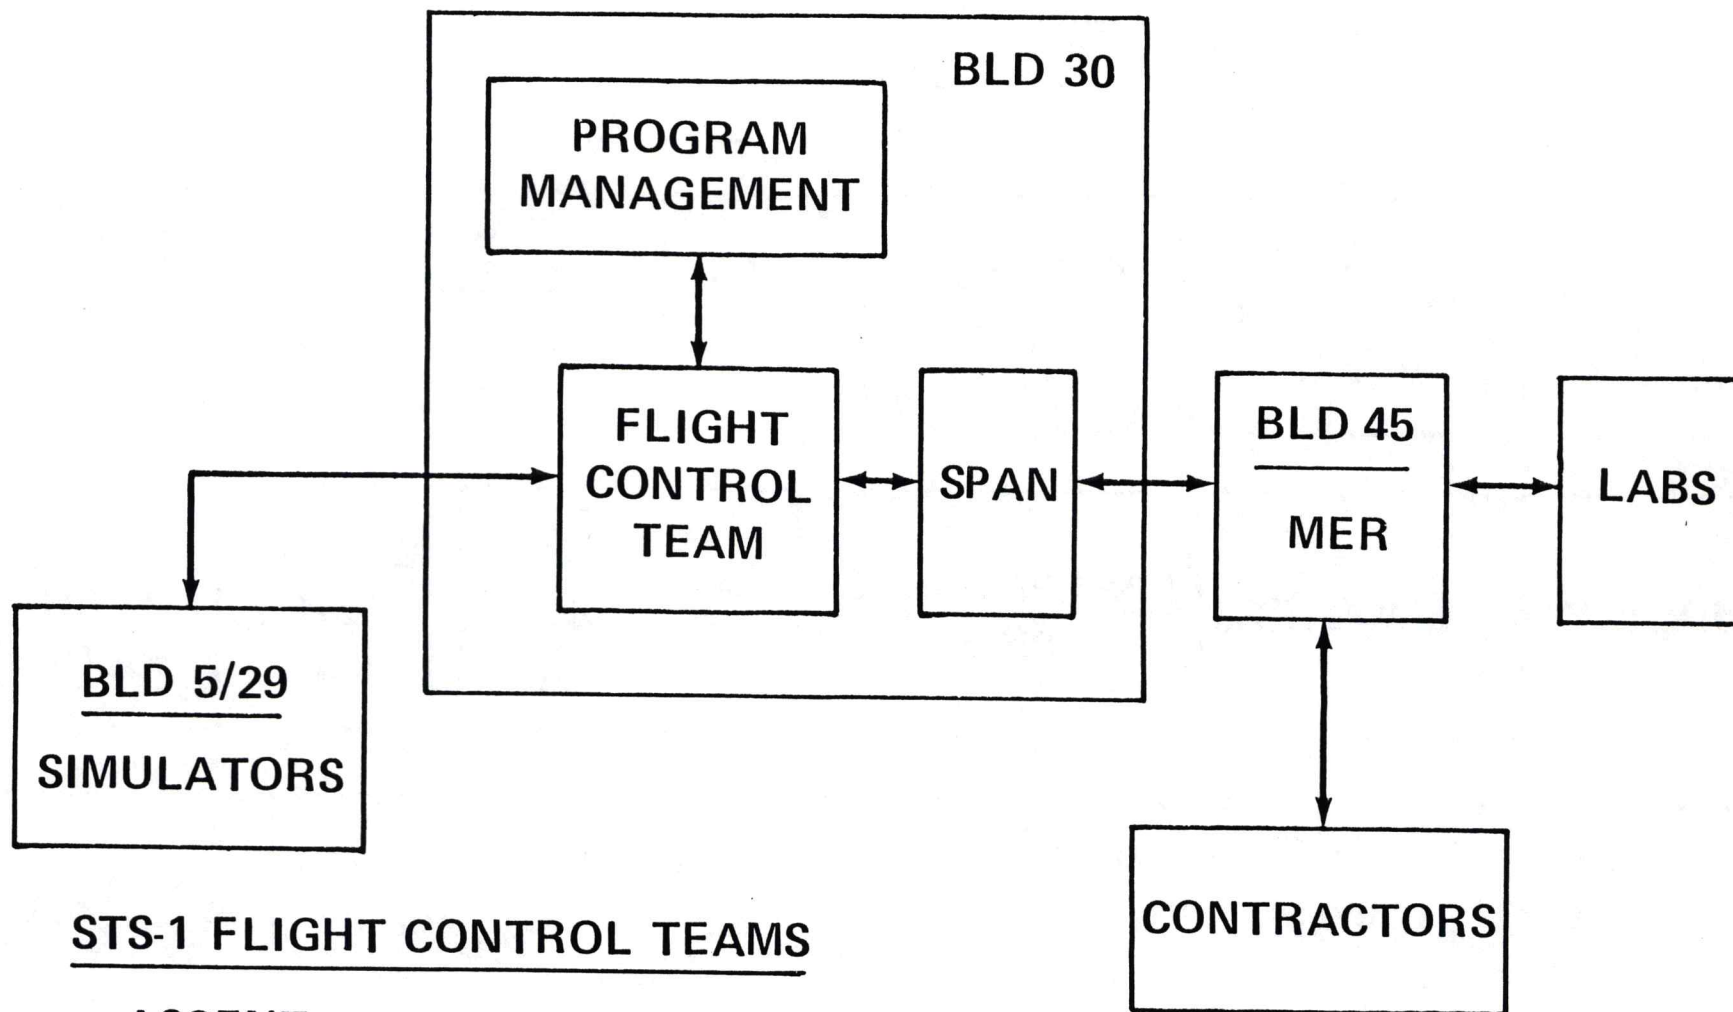 BLD 30
PROGRAM
MANAGEMENT
FLIGHT
CONTROL
TEAM
SPAN
BLD 45
MER
LABS
BLD 5/29
SIMULATORS
CONTRACTORS
STS-1 FLIGHT CONTROL TEAMS